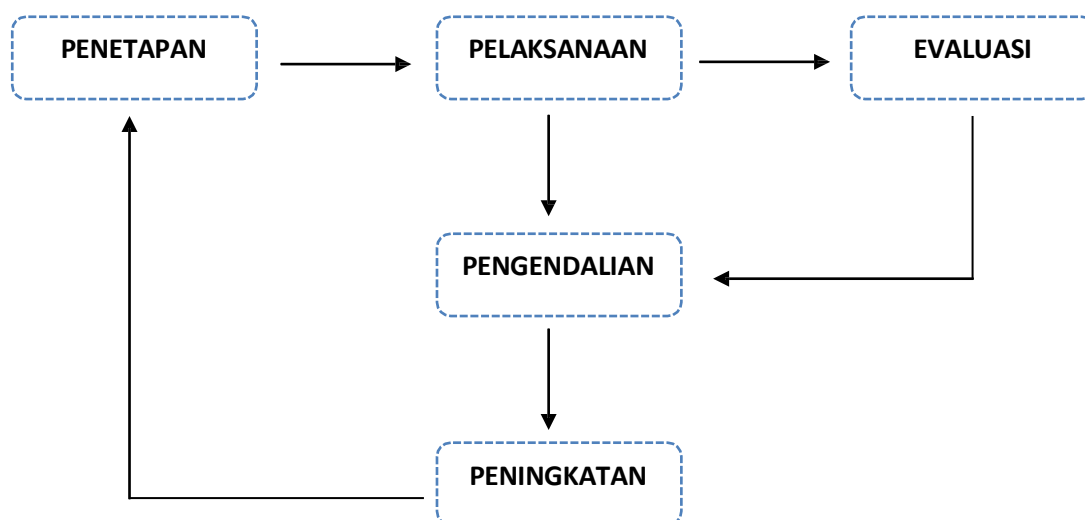 PENETAPAN
PELAKSANAAN
EVALUASI
PENGENDALIAN
PENINGKATAN